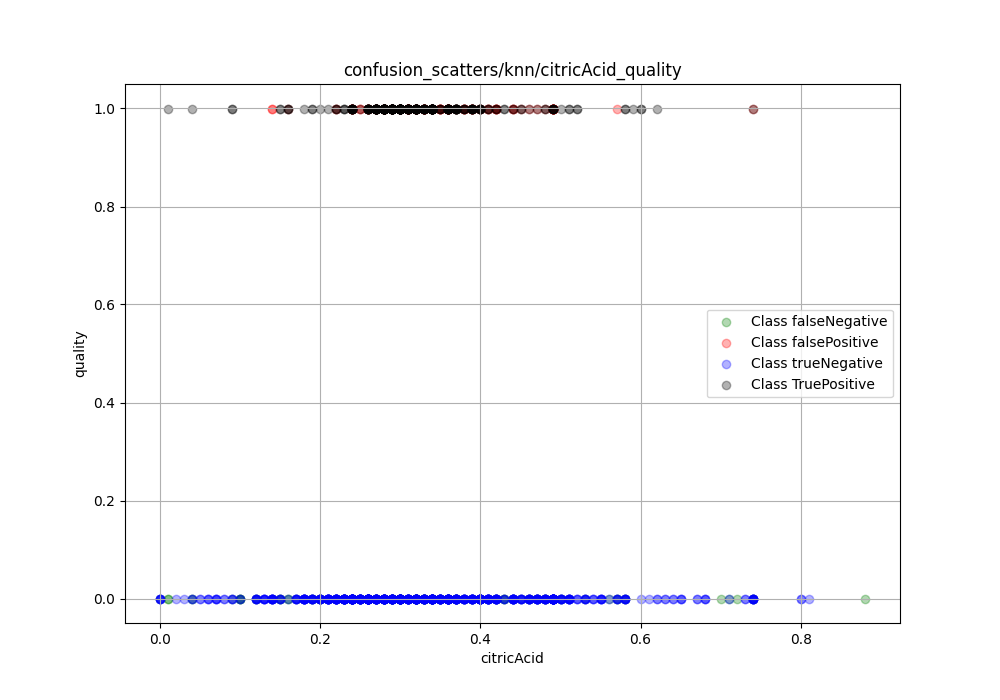 confusion_scatters/knn/citricAcid_quality
1.0
0.8
0.6
0.4
0.2
0.0
quality
Class falseNegative
Class falsePositive
Class trueNegative
Class TruePositive
0.0 0.2 0.4 0.6 0.8
citricAcid